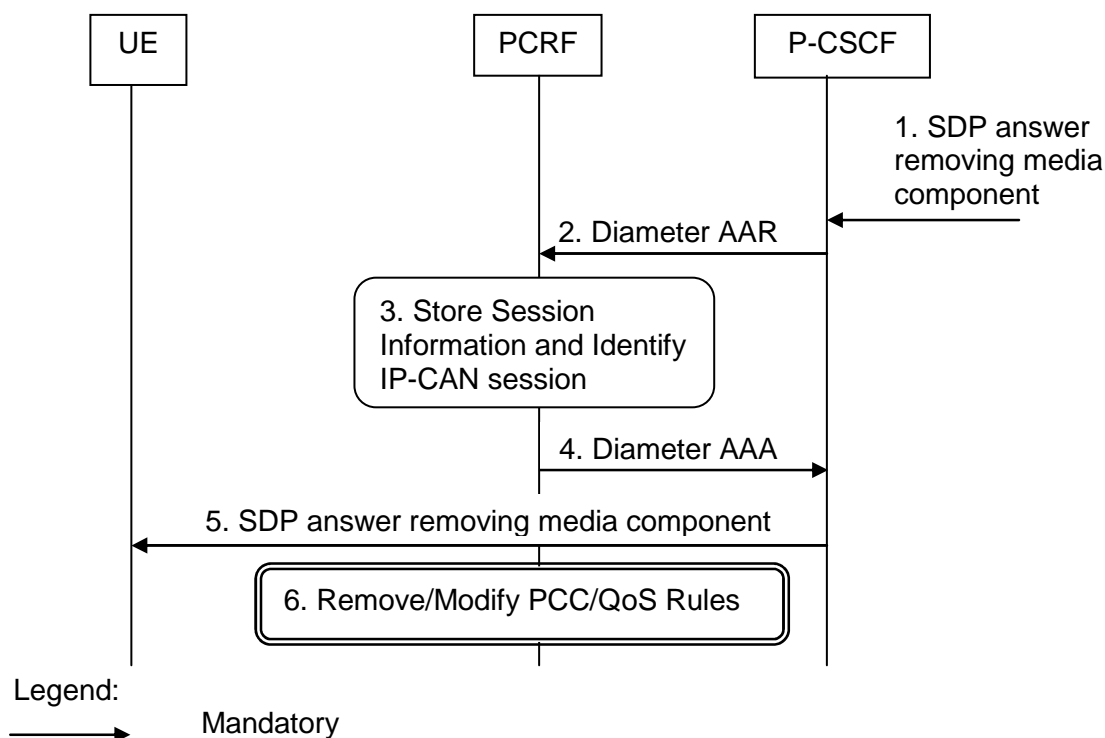 UE
PCRF
P-CSCF
1. SDP answer
removing media
component
2. Diameter AAR
3. Store Session
Information and Identify
IP-CAN session
4. Diameter AAA
5. SDP answer removing media component
6. Remove/Modify PCC/QoS Rules
Legend:
Mandatory